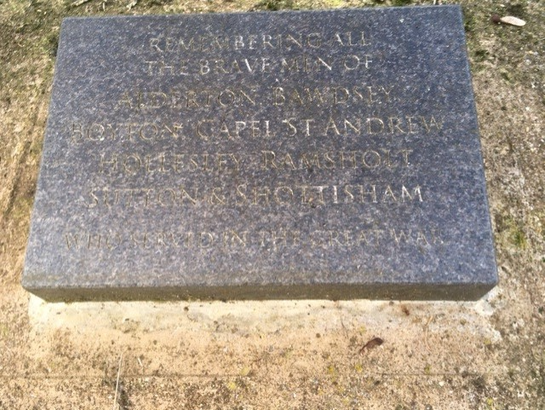 REMEMBERING ALL
THE BRAVE MEN OF
ALDERTON BAWDSEY
BOYTON CAPEL ST ANDREW
HOLLESLEY RAMSHOLT
SUTTON & SHOTTISHAM
WHO SERVED IN THE GREAT WAR